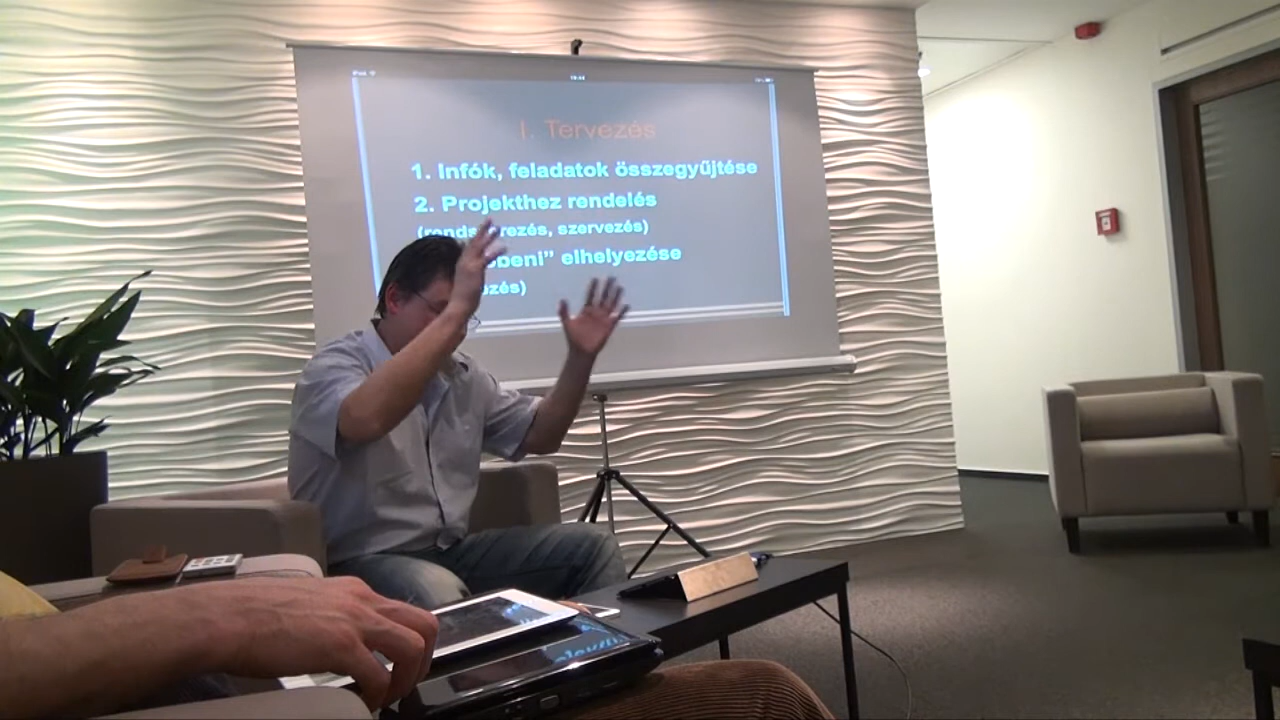 I. Tervezés
1. Infók, feladatok összegyűjtése
2. Projekthez rendelés
szervezés)
elhelyezése